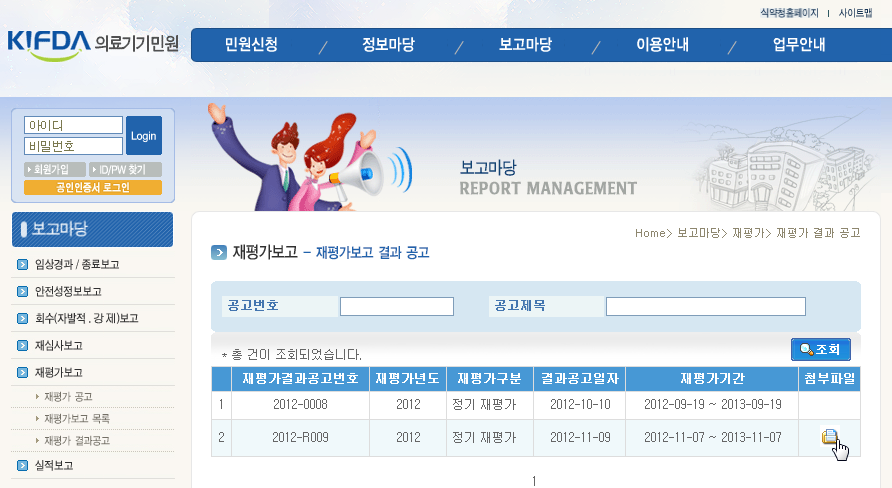 식약청홈페이지 | 사이트맵
KIFDA 의료기기민원
민원신청 / 정보마당 / 보고마당 / 이용안내 / 업무안내
아이디
비밀번호
Login
회원가입 ID/PW 찾기
공인인증서 로그인
보고마당
REPORT MANAGEMENT
보고마당
임상경과 / 종료보고
안전성정보보고
회수(자발적 . 강 제)보고
재심사보고
재평가보고
재평가 공고
재평가보고 목록
재평가 결과공고
실적보고
Home> 보고마당> 재평가> 재평가 결과 공고
재평가보고 - 재평가보고 결과 공고
공고번호 공고제목
* 총 건이 조회되었습니다.
조회
재평가결과공고번호 재평가년도 재평가구분 결과공고일자 재평가기간 첨부파일
1 2012-0008 2012 정기 재평가 2012-10-10 2012-09-19 ~ 2013-09-19
2 2012-R009 2012 정기 재평가 2012-11-09 2012-11-07 ~ 2013-11-07
1